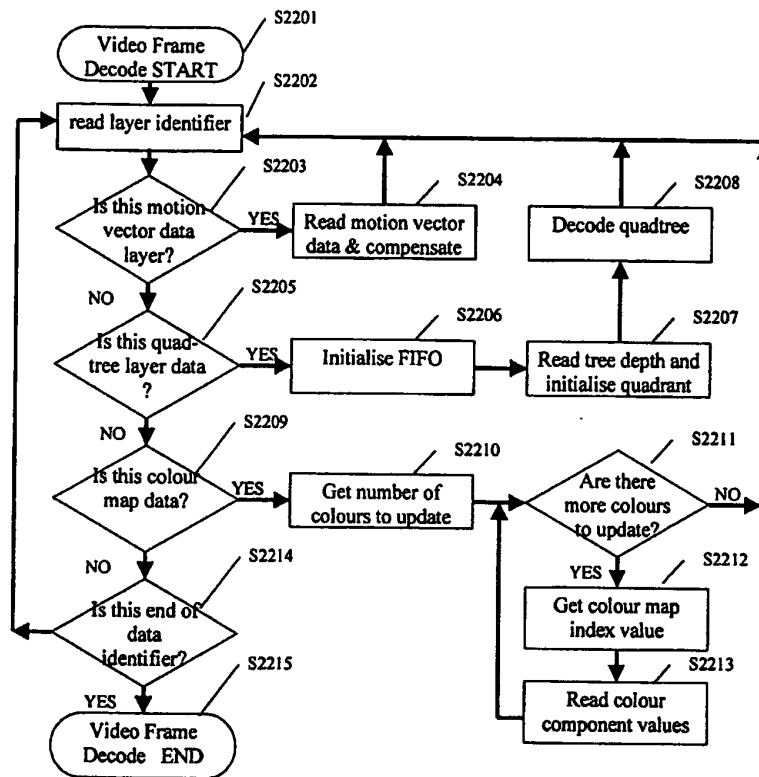 S2201
Video Frame
Decode START
S2202
read layer identifier
S2203
Is this motion
vector data
layer?
YES
S2204
Read motion vector
data & compensate
S2208
Decode quadtree
NO
S2205
Is this quad-
tree layer data
?
YES
S2206
Initialise FIFO
S2207
Read tree depth and
initialise quadrant
NO
S2209
Is this colour
map data?
YES
S2210
Get number of
colours to update
S2211
Are there
more colours
to update?
NO
YES
S2212
Get colour map
index value
S2213
Read colour
component values
NO
S2214
Is this end of
data
identifier?
YES
S2215
Video Frame
Decode END